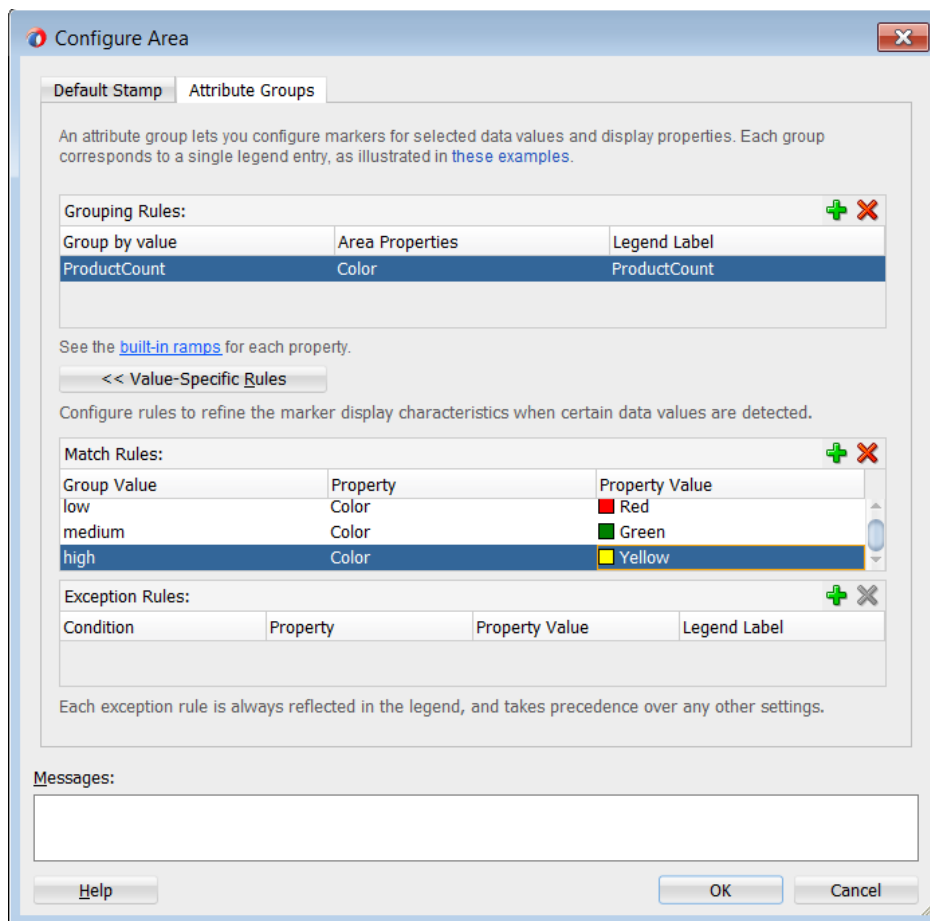 Configure Area
Default Stamp Attribute Groups
An attribute group lets you configure markers for selected data values and display properties. Each group
corresponds to a single legend entry, as illustrated in these examples.
Grouping Rules:
Group by value Area Properties Legend Label
ProductCount Color ProductCount
See the built-in ramps for each property.
<< Value-Specific Rules
Configure rules to refine the marker display characteristics when certain data values are detected.
Match Rules:
Group Value Property Property Value
low Color Red
medium Color Green
high Color Yellow
Exception Rules:
Condition Property Property Value Legend Label
Each exception rule is always reflected in the legend, and takes precedence over any other settings.
Messages:
Help OK Cancel